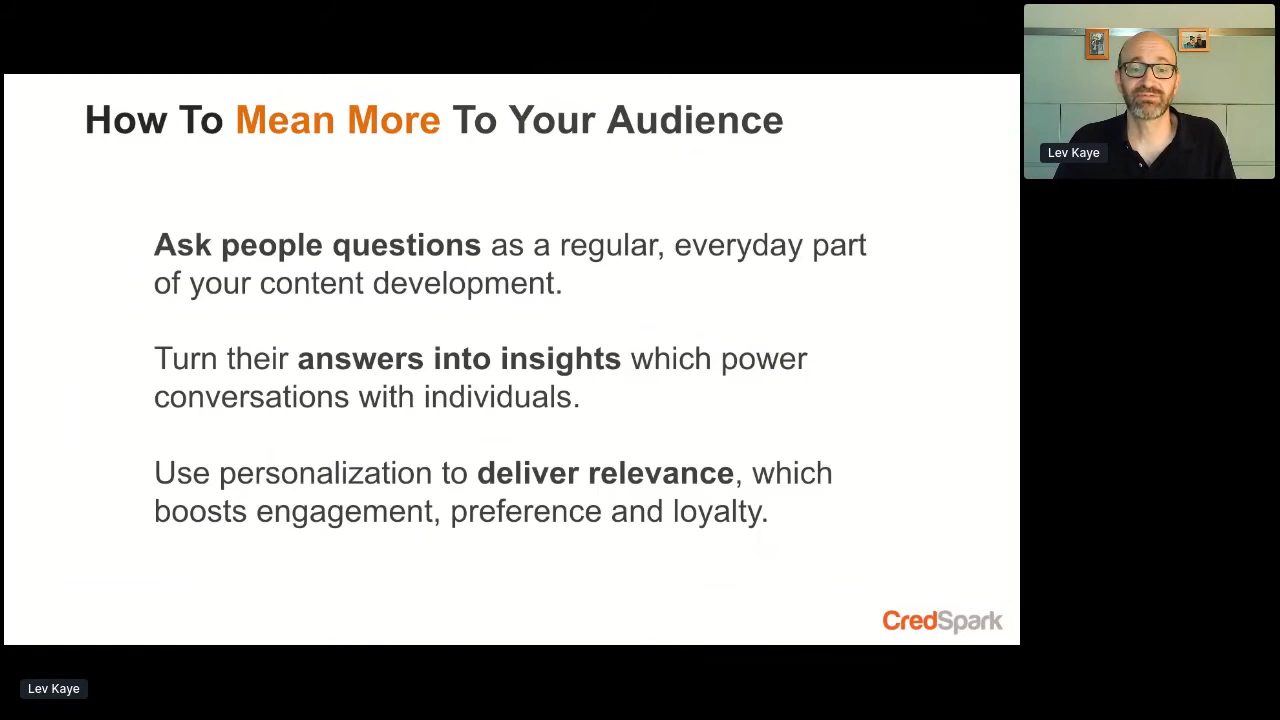 How To Mean More To Your Audience
Ask people questions as a regular, everyday part
of your content development.
Turn their answers into insights which power
conversations with individuals.
Use personalization to deliver relevance, which
boosts engagement, preference and loyalty.
CredSpark
Lev Kaye
Lev Kaye